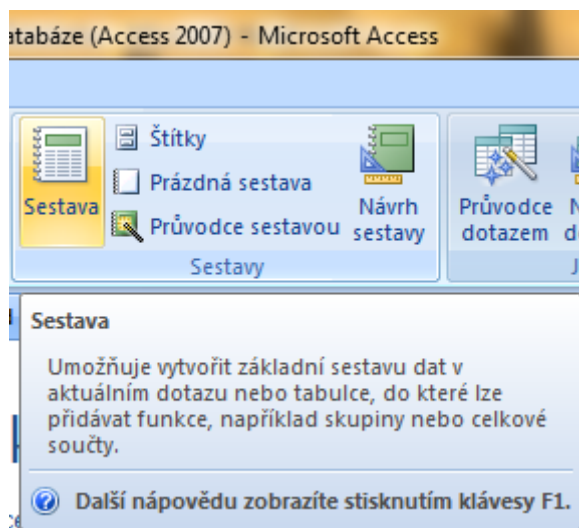 atabáze (Access 2007) - Microsoft Access
Sestava
Štítky
Prázdná sestava
Průvodce sestavou
Návrh
sestavy
Průvodce
dotazem
Sestavy
Sestava
Umožňuje vytvořit základní sestavu dat v
aktuálním dotazu nebo tabulce, do které lze
přidávat funkce, například skupiny nebo celkové
součty.
Další nápovědu zobrazíte stisknutím klávesy F1.